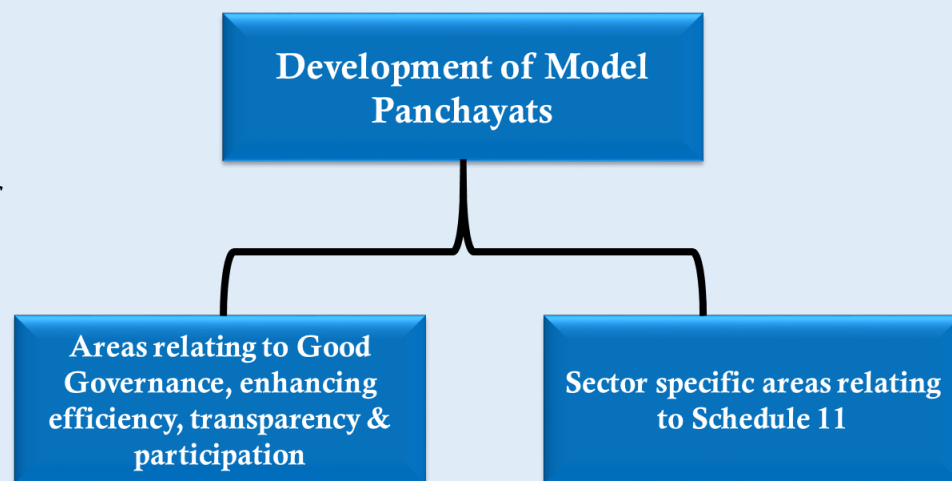 Development of Model
Panchayats
Areas relating to Good
Governance, enhancing
efficiency, transparency &
participation
Sector specific areas relating
to Schedule 11